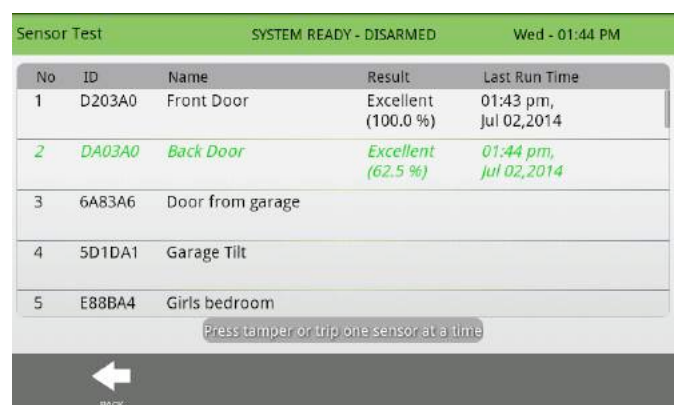 Sensor Test SYSTEM READY - DISARMED Wed - 01:44 PM
No ID Name Result Last Run Time
1 D203A0 Front Door Excellent 01:43 pm,
(100.0 %) Jul 02,2014
2 DA03A0 Back Door Excellent 01:44 pm,
(62.5 %) Jul 02,2014
3 6A83A6 Door from garage
4 5D1DA1 Garage Tilt
5 E88BA4 Girls bedroom
Press tamper or trip one sensor at a time
BACK